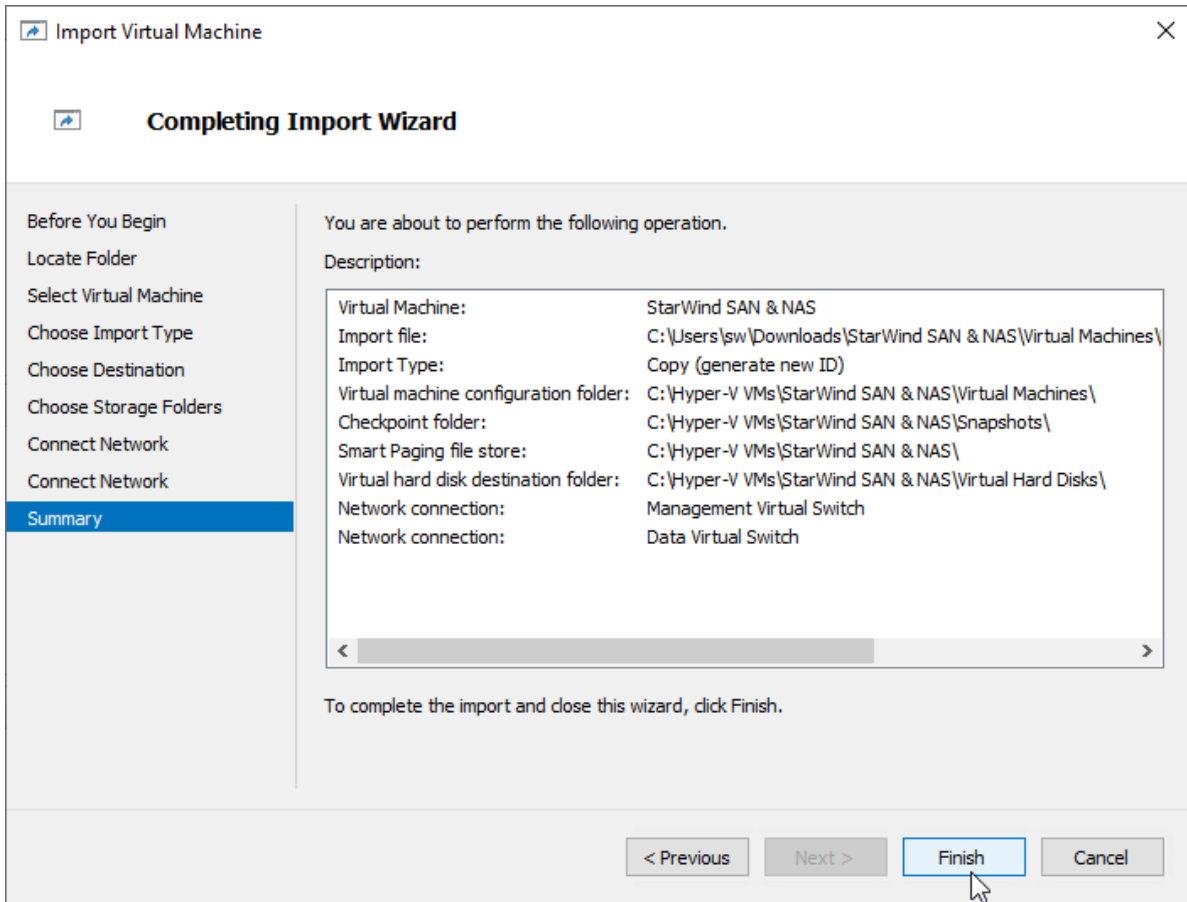 Import Virtual Machine
Completing Import Wizard
Before You Begin
Locate Folder
Select Virtual Machine
Choose Import Type
Choose Destination
Choose Storage Folders
Connect Network
Connect Network
Summary
You are about to perform the following operation.
Description:
Virtual Machine: StarWind SAN & NAS
Import file: C:\Users\sw\Downloads\StarWind SAN & NAS\Virtual Machines\
Import Type: Copy (generate new ID)
Virtual machine configuration folder: C:\Hyper-V VMs\StarWind SAN & NAS\Virtual Machines\
Checkpoint folder: C:\Hyper-V VMs\StarWind SAN & NAS\Snapshots\
Smart Paging file store: C:\Hyper-V VMs\StarWind SAN & NAS\
Virtual hard disk destination folder: C:\Hyper-V VMs\StarWind SAN & NAS\Virtual Hard Disks\
Network connection: Management Virtual Switch
Network connection: Data Virtual Switch
To complete the import and close this wizard, click Finish.
< Previous Next > Finish Cancel